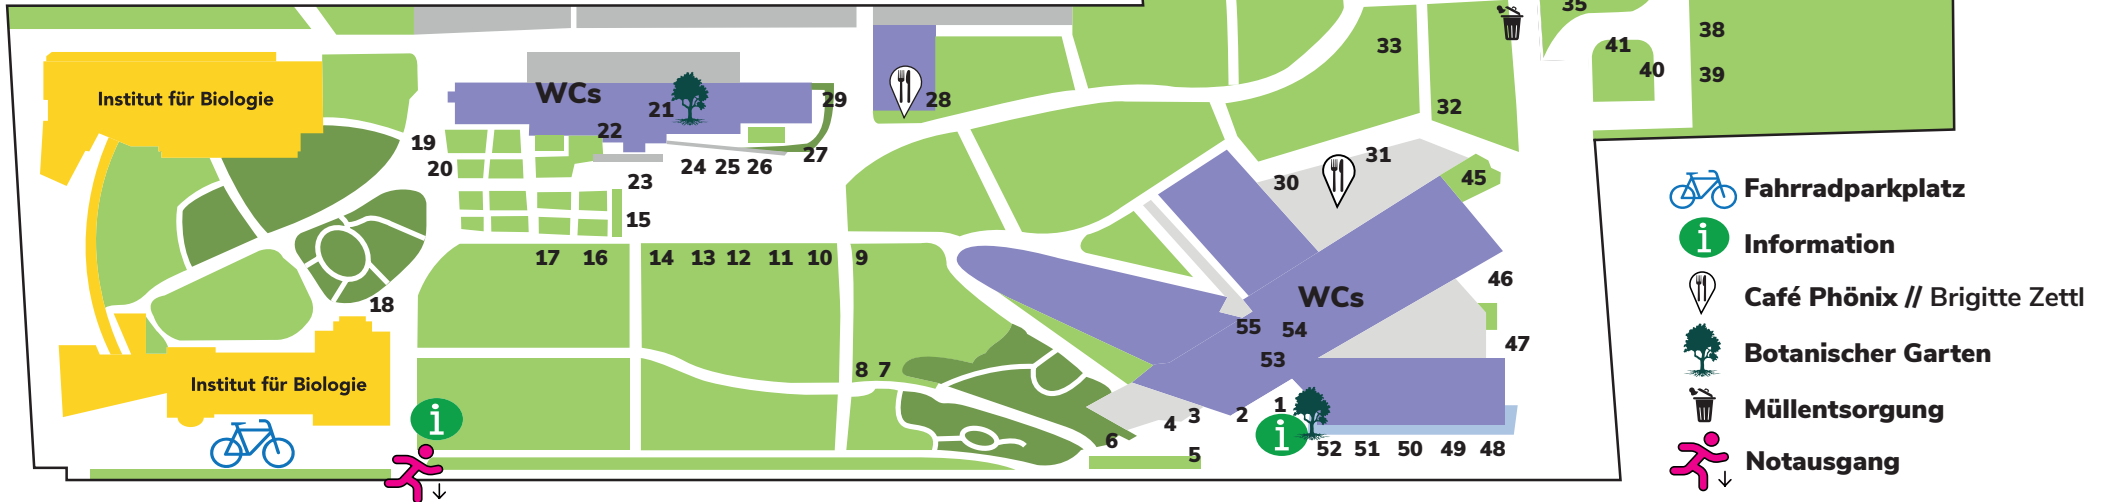 35
38
33
41
40
39
Institut für Biologie
WCs
21
29
28
32
22
19
20
24 25 26
27
23
31
30
45
15
17 16 14 13 12 11 10 9
18
46
WCs
55 54
53
47
8 7
Institut für Biologie
i
1
2
3
4
i
6
5
52 51 50 49 48
Fahrradparkplatz
i Information
Café Phönix // Brigitte Zettl
Botanischer Garten
Müllentsorgung
Notausgang